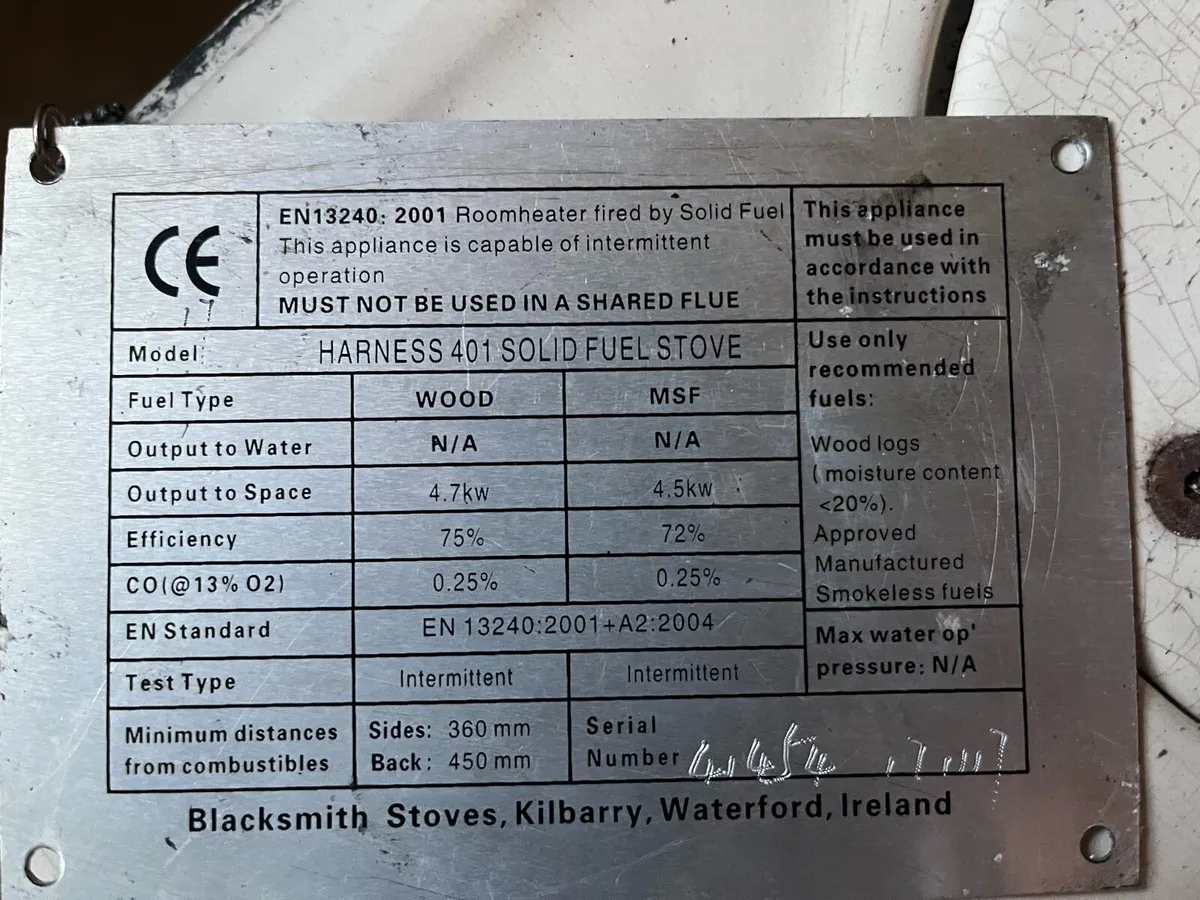 CE
17
EN13240: 2001 Roomheater fired by Solid Fuel
This appliance is capable of intermittent
operation
MUST NOT BE USED IN A SHARED FLUE
This appliance
must be used in
accordance with
the instructions
Model: HARNESS 401 SOLID FUEL STOVE
Fuel Type WOOD MSF
Output to Water N/A N/A
Output to Space 4.7kw 4.5kw
Efficiency 75% 72%
CO(@13% O2) 0.25% 0.25%
EN Standard EN 13240:2001+A2:2004
Test Type Intermittent Intermittent
Minimum distances
from combustibles
Sides: 360 mm
Back: 450 mm
Serial
Number
Use only
recommended
fuels:
Wood logs
( moisture content
<20%).
Approved
Manufactured
Smokeless fuels
Max water op'
pressure: N/A
Blacksmith Stoves, Kilbarry, Waterford, Ireland